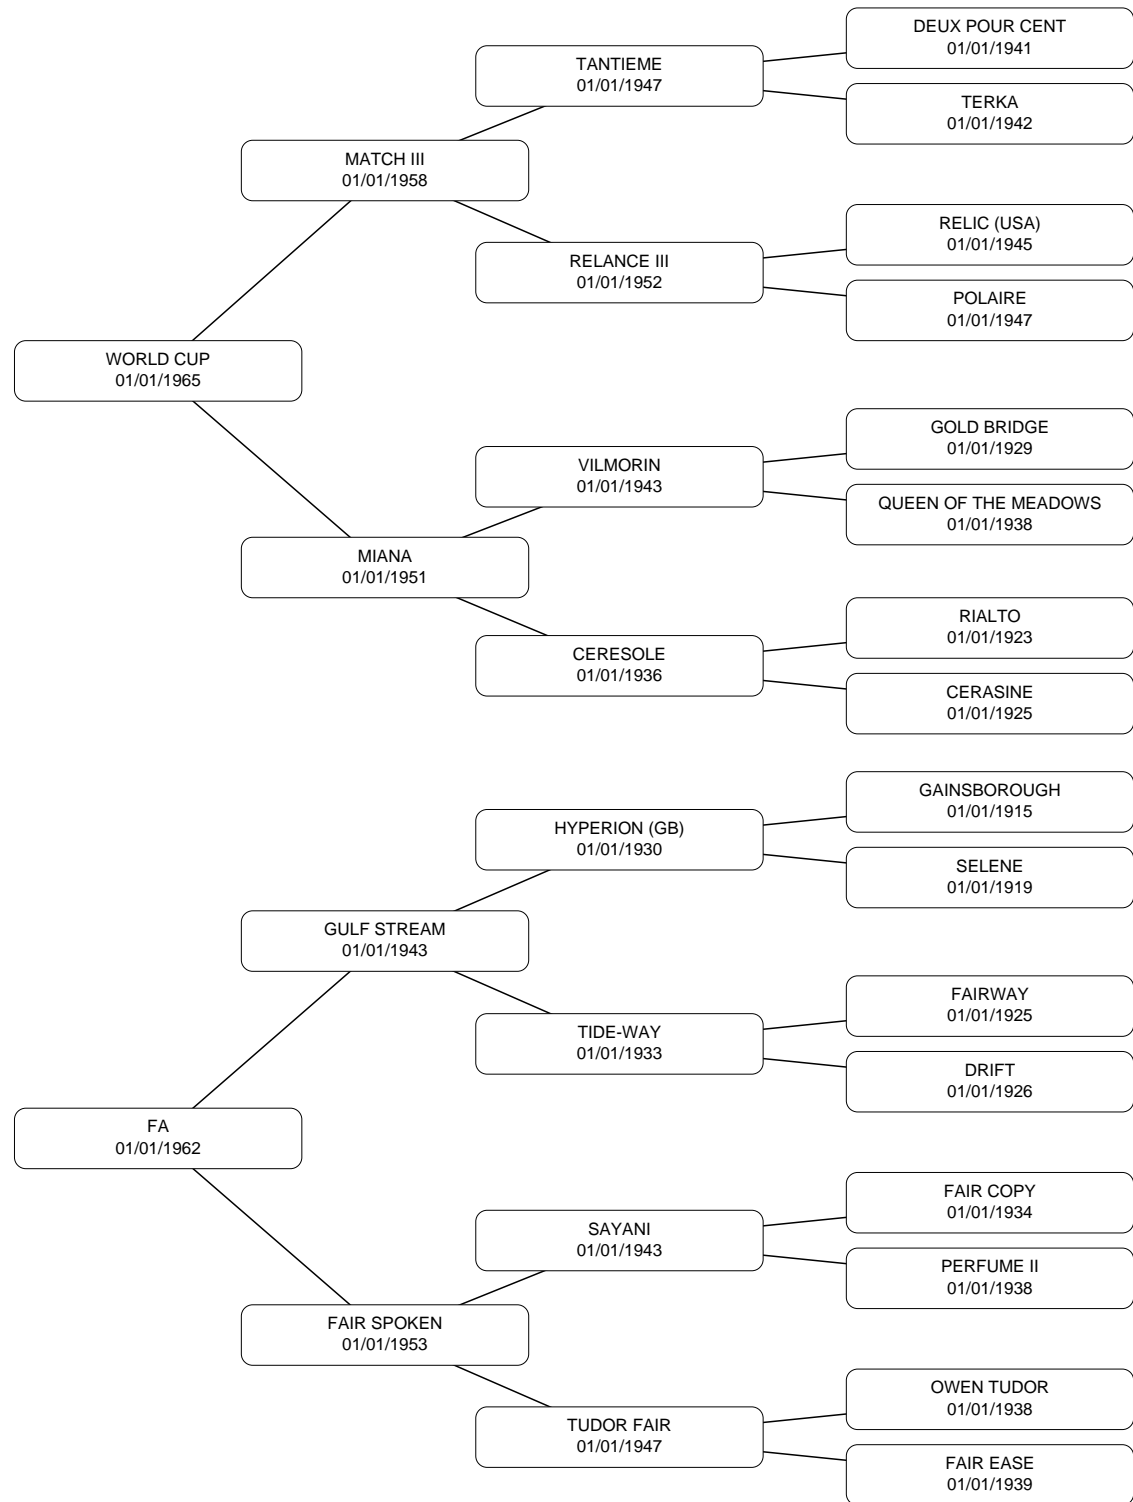 DEUX POUR CENT
01/01/1941
TANTIEME
01/01/1947
TERKA
01/01/1942
MATCH III
01/01/1958
RELIC (USA)
01/01/1945
RELANCE III
01/01/1952
POLAIRE
01/01/1947
WORLD CUP
01/01/1965
GOLD BRIDGE
01/01/1929
VILMORIN
01/01/1943
QUEEN OF THE MEADOWS
01/01/1938
MIANA
01/01/1951
RIALTO
01/01/1923
CERESOLE
01/01/1936
CERASINE
01/01/1925
GAINSBOROUGH
01/01/1915
HYPERION (GB)
01/01/1930
SELENE
01/01/1919
GULF STREAM
01/01/1943
FAIRWAY
01/01/1925
TIDE-WAY
01/01/1933
DRIFT
01/01/1926
FA
01/01/1962
FAIR COPY
01/01/1934
SAYANI
01/01/1943
PERFUME II
01/01/1938
FAIR SPOKEN
01/01/1953
OWEN TUDOR
01/01/1938
TUDOR FAIR
01/01/1947
FAIR EASE
01/01/1939